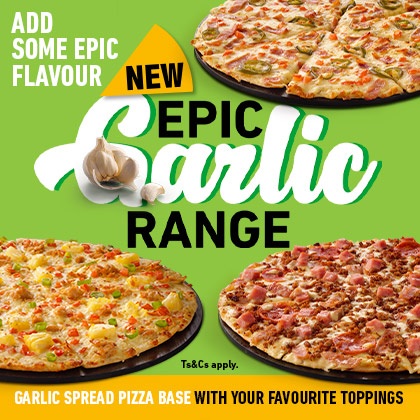 ADD
SOME EPIC
FLAVOUR
NEW
EPIC
Garlic
RANGE
Ts&Cs apply.
GARLIC SPREAD PIZZA BASE WITH YOUR FAVOURITE TOPPINGS